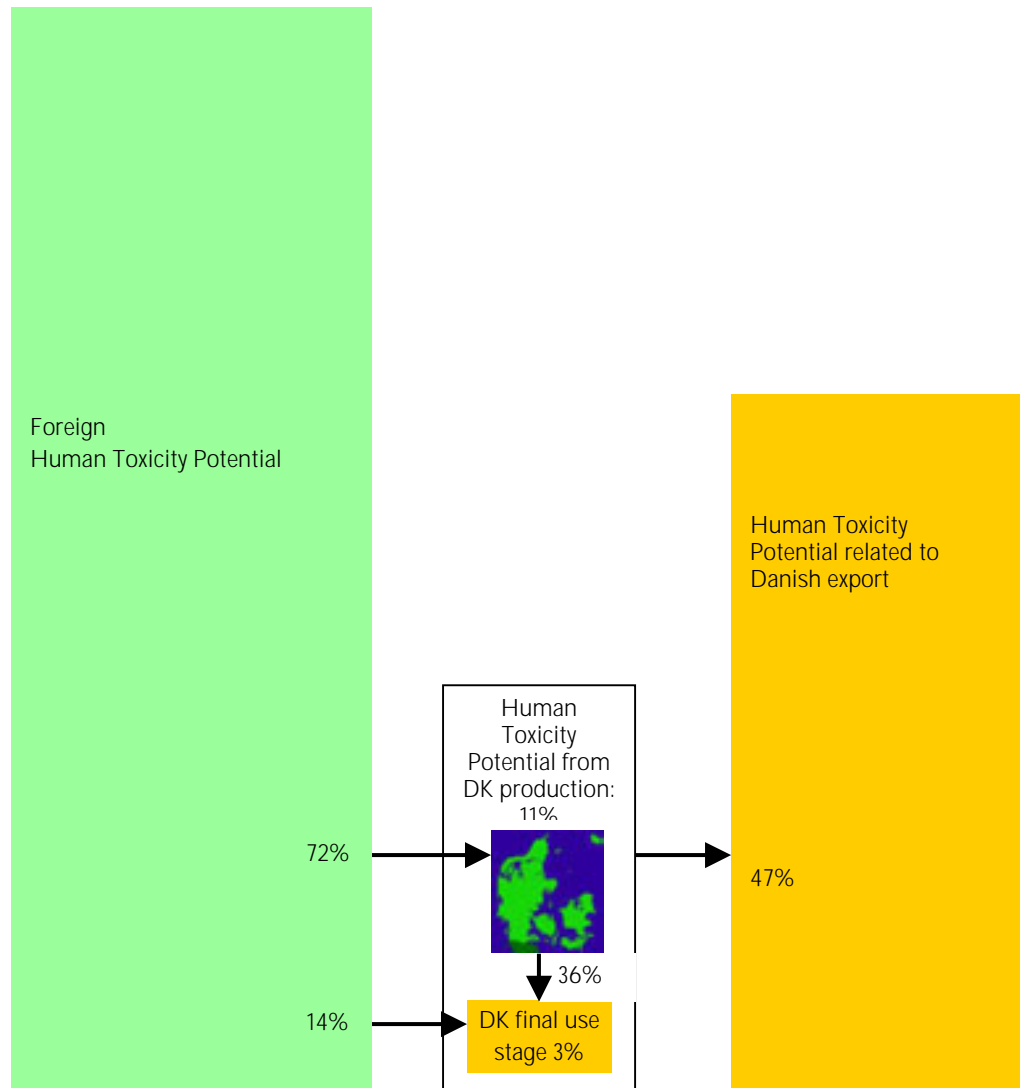 Foreign
Human Toxicity Potential
72%
14%
Human
Toxicity
Potential from
DK production:
11%
36%
DK final use
stage 3%
Human Toxicity
Potential related to
Danish export
47%